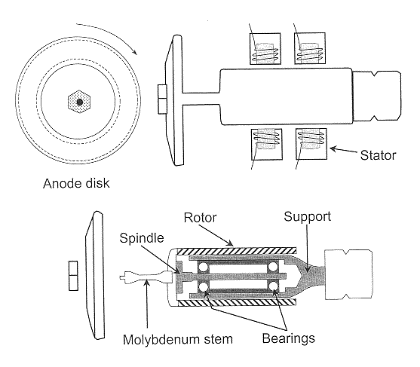 Anode disk
Stator
Rotor
Support
Spindle
Molybdenum stem
Bearings